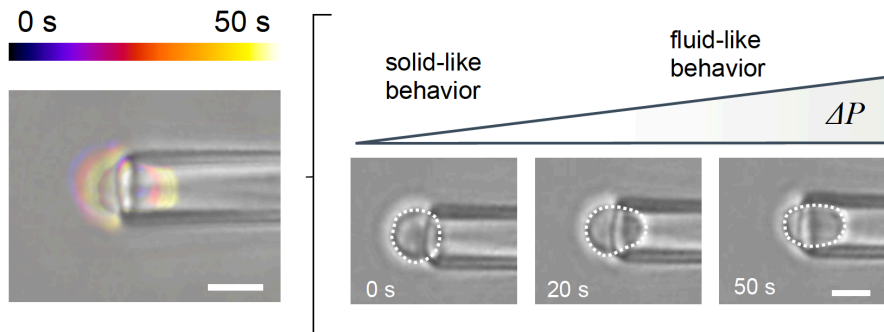 0 s 50 s
solid-like
behavior
fluid-like
behavior
ΔP
0 s
20 s
50 s